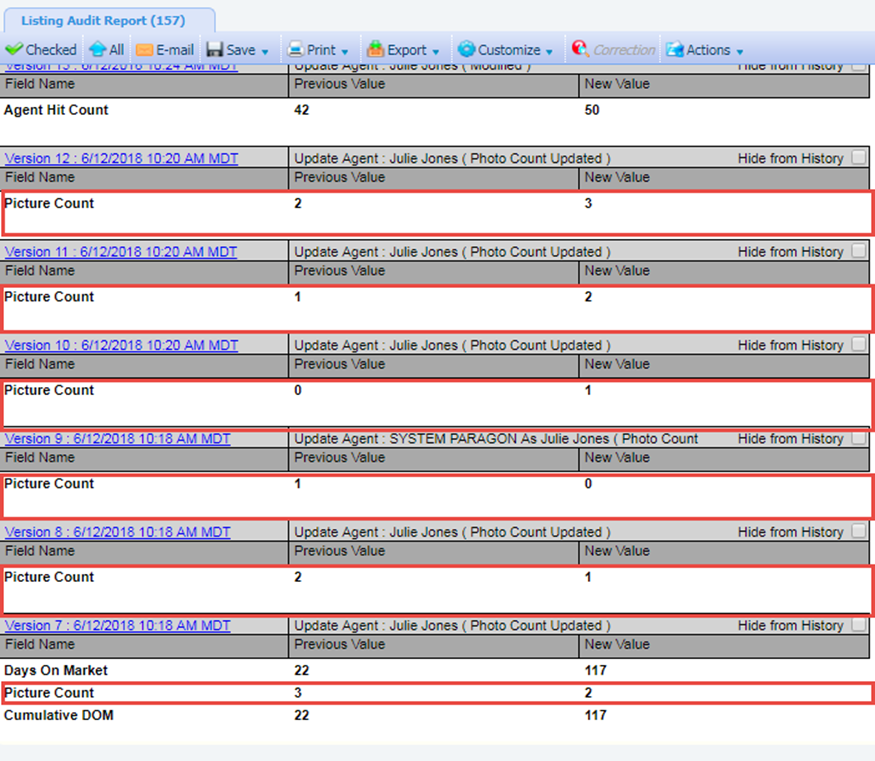 Listing Audit Report (157)
Checked All E-mail Save Print Export Customize Correction Actions
Version 13 : 6/12/2018 10:24 AM MDT Update Agent : Julie Jones ( Modified ) Hide from History
Field Name Previous Value New Value
Agent Hit Count 42 50
Version 12 : 6/12/2018 10:20 AM MDT Update Agent : Julie Jones ( Photo Count Updated ) Hide from History
Field Name Previous Value New Value
Picture Count 2 3
Version 11 : 6/12/2018 10:20 AM MDT Update Agent : Julie Jones ( Photo Count Updated ) Hide from History
Field Name Previous Value New Value
Picture Count 1 2
Version 10 : 6/12/2018 10:20 AM MDT Update Agent : Julie Jones ( Photo Count Updated ) Hide from History
Field Name Previous Value New Value
Picture Count 0 1
Version 9 : 6/12/2018 10:18 AM MDT Update Agent : SYSTEM PARAGON As Julie Jones ( Photo Count Hide from History
Field Name Previous Value New Value
Picture Count 1 0
Version 8 : 6/12/2018 10:18 AM MDT Update Agent : Julie Jones ( Photo Count Updated ) Hide from History
Field Name Previous Value New Value
Picture Count 2 1
Version 7 : 6/12/2018 10:18 AM MDT Update Agent : Julie Jones ( Photo Count Updated ) Hide from History
Field Name Previous Value New Value
Days On Market 22 117
Picture Count 3 2
Cumulative DOM 22 117